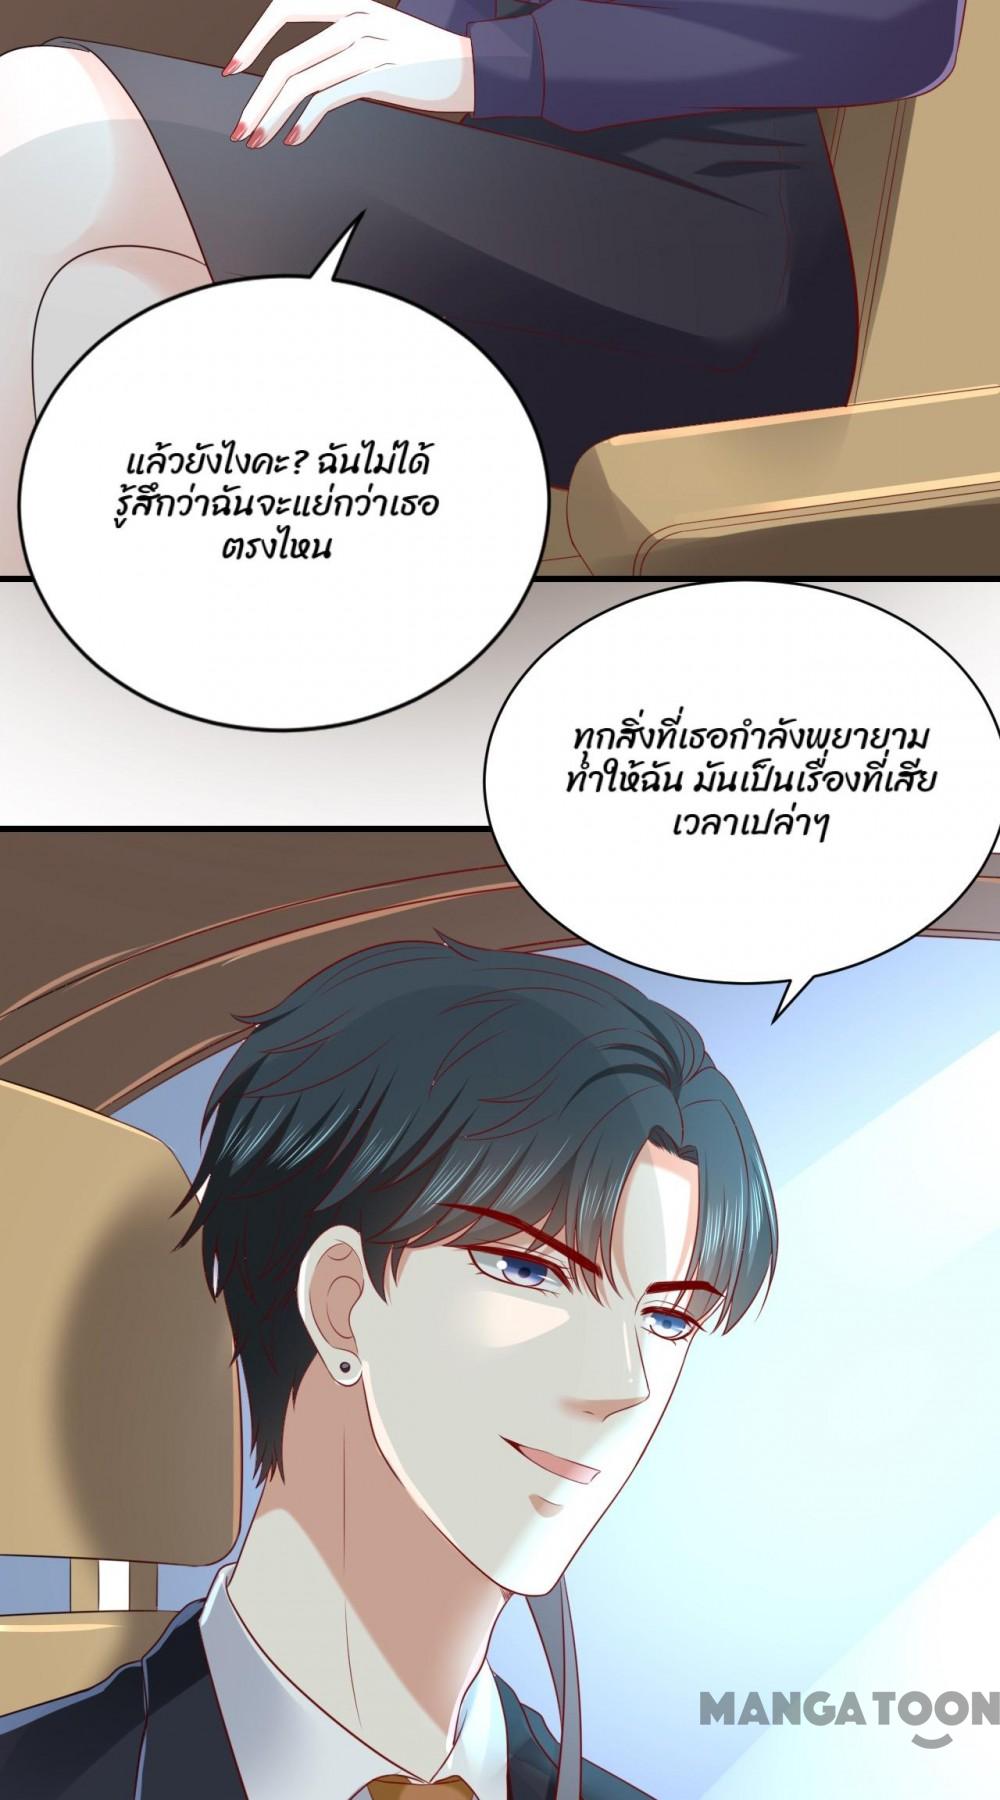 แล้วยังไงคะ? ฉันไม่ได้
รู้สึกว่าฉันจะแย่กว่าเธอ
ตรงไหน
ทุกสิ่งที่เธอกำลังพยายาม
ทำให้ฉัน มันเป็นเรื่องที่เสีย
เวลาเปล่าๆ
MANGATOON